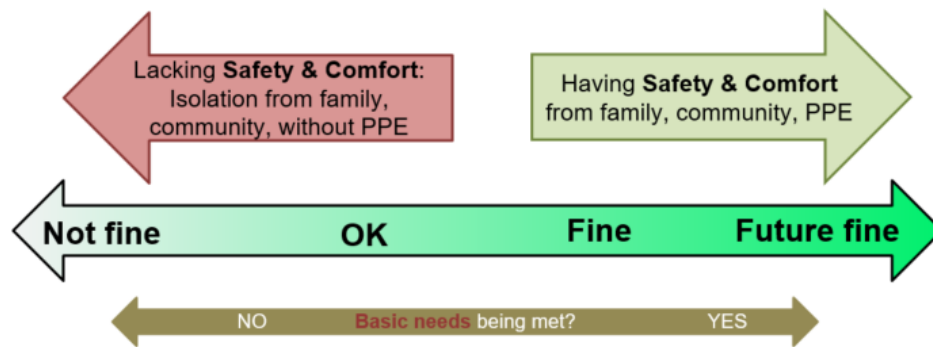 Lacking Safety & Comfort:
Isolation from family,
community, without PPE
Having Safety & Comfort
from family, community, PPE
Not fine OK Fine Future fine
NO Basic needs being met? YES